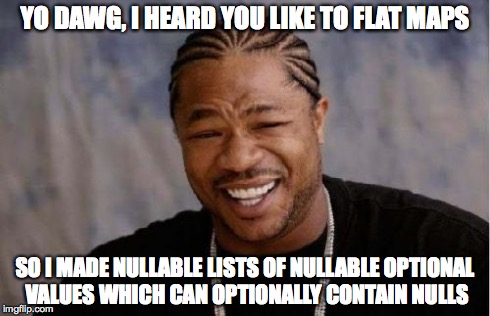 YO DAWG, I HEARD YOU LIKE TO FLAT MAPS
SO I MADE NULLABLE LISTS OF NULLABLE OPTIONAL
VALUES WHICH CAN OPTIONALLY CONTAIN NULLS
imgflip.com